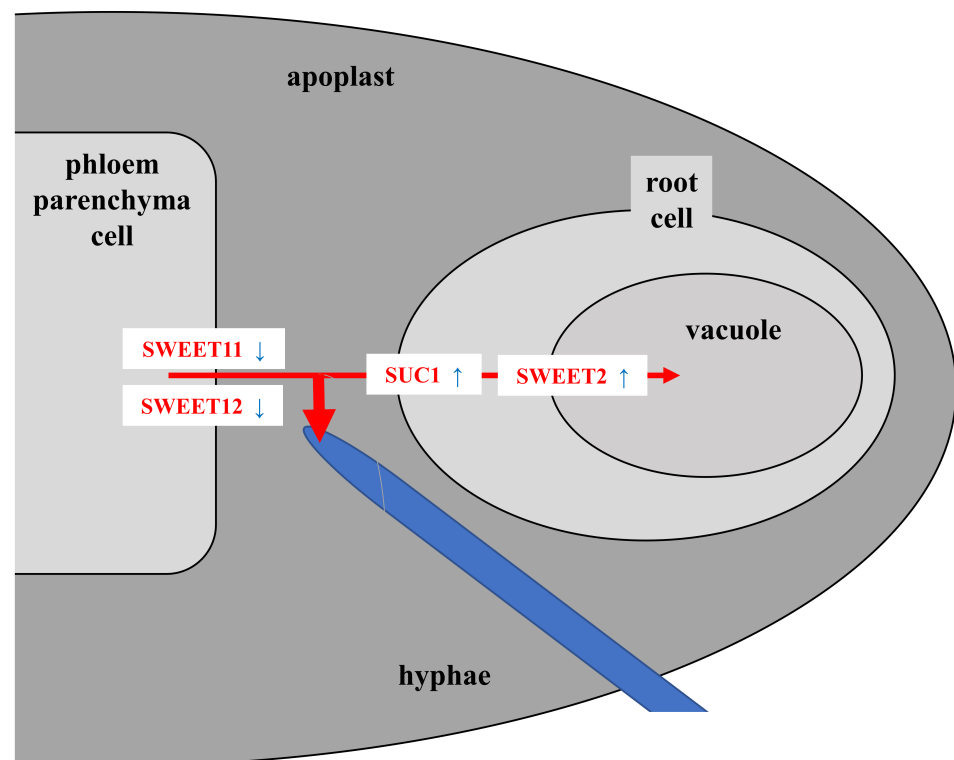 apoplast
phloem
parenchyma
cell
root
cell
vacuole
SWEET11 ↓
SUC1 ↑
SWEET2 ↑
SWEET12 ↓
hyphae